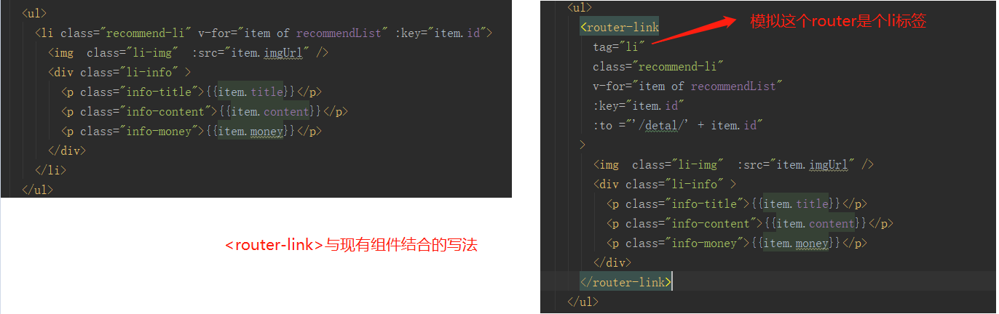 <ul>
<li class="recommend-li" v-for="item of recommendList" :key="item.id">
<img  class="li-img"  :src="item.imgUrl" />
<div class="li-info" >
<p class="info-title">{{item.title}}</p>
<p class="info-content">{{item.content}}</p>
<p class="info-money">{{item.money}}</p>
</div>
</li>
</ul>
<router-link>与现有组件结合的写法
<ul>
<router-link
模拟这个router是个li标签
tag="li"
class="recommend-li"
v-for="item of recommendList"
:key="item.id"
:to ="'/detal/' + item.id"
>
<img  class="li-img"  :src="item.imgUrl" />
<div class="li-info" >
<p class="info-title">{{item.title}}</p>
<p class="info-content">{{item.content}}</p>
<p class="info-money">{{item.money}}</p>
</div>
</router-link>
</ul>